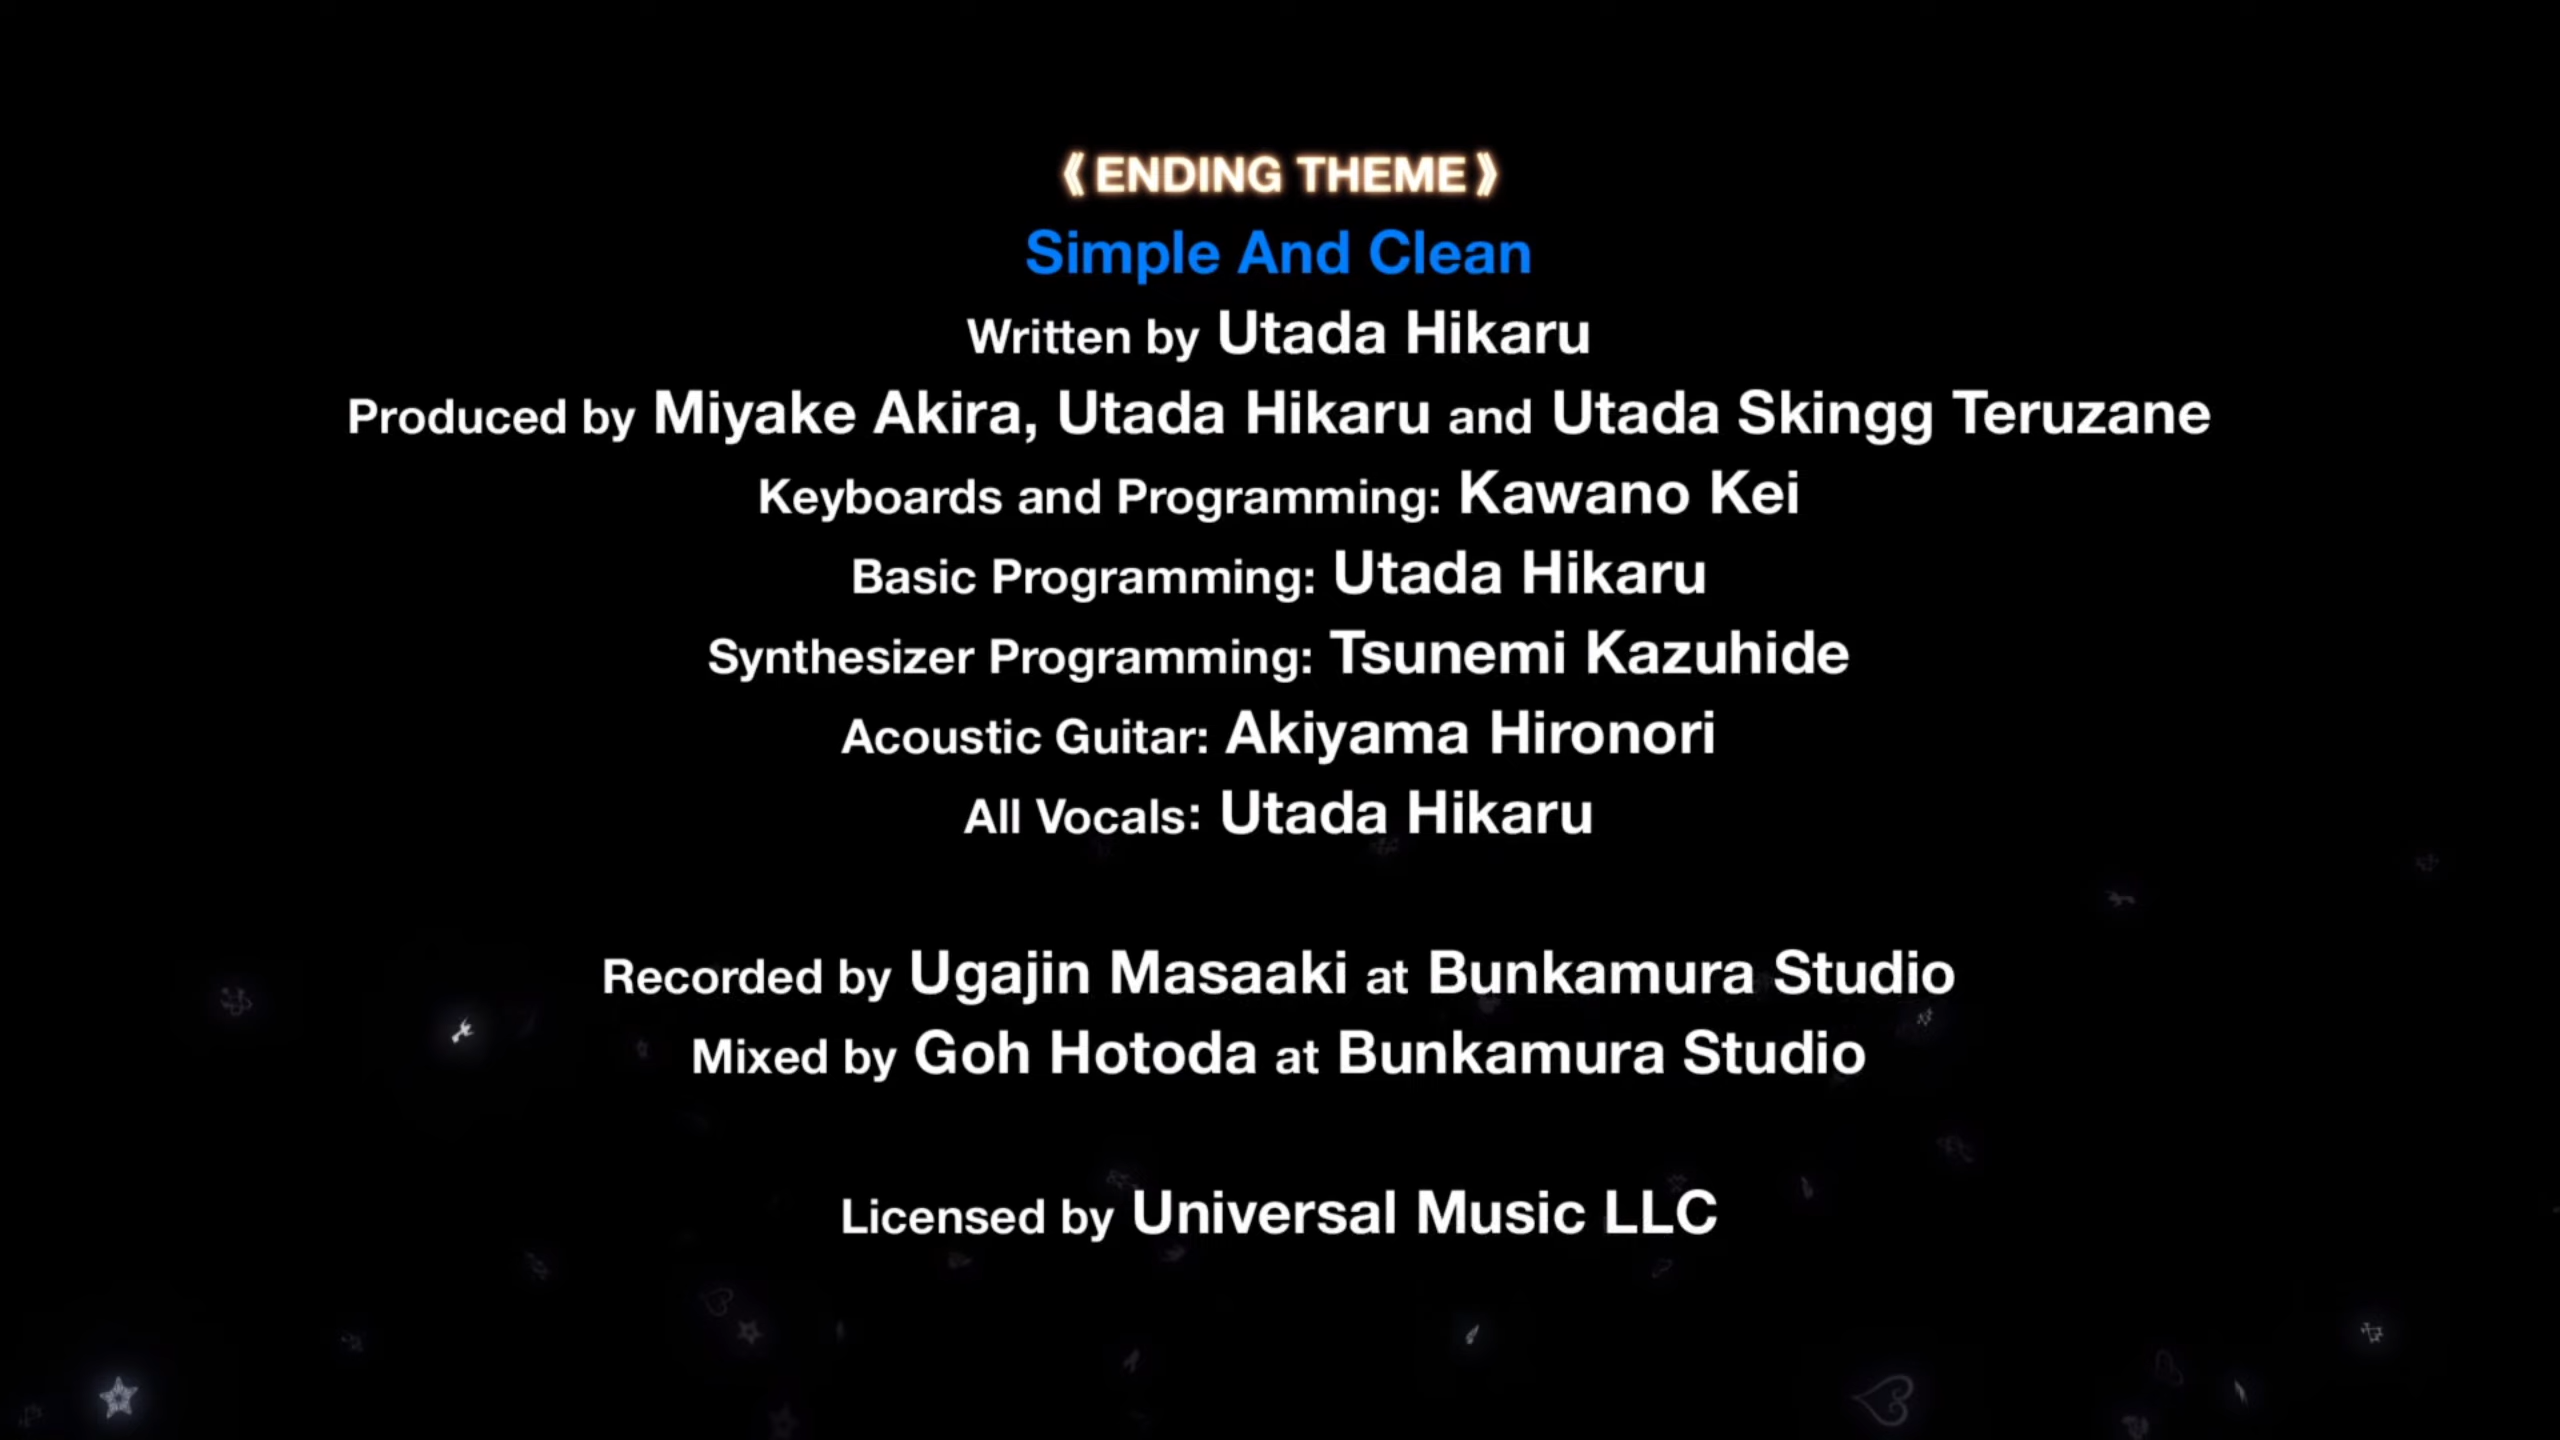 《ENDING THEME》
Simple And Clean
Written by Utada Hikaru
Produced by Miyake Akira, Utada Hikaru and Utada Skingg Teruzane
Keyboards and Programming: Kawano Kei
Basic Programming: Utada Hikaru
Synthesizer Programming: Tsunemi Kazuhide
Acoustic Guitar: Akiyama Hironori
All Vocals: Utada Hikaru
Recorded by Ugajin Masaaki at Bunkamura Studio
Mixed by Goh Hotoda at Bunkamura Studio
Licensed by Universal Music LLC